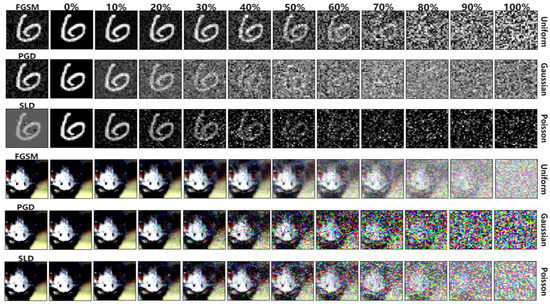 FGSM 0% 10% 20% 30% 40% 50% 60% 70% 80% 90% 100%
Uniform
PGD
Gaussian
SLD
Poisson
FGSM
Uniform
PGD
Gaussian
SLD
Poisson